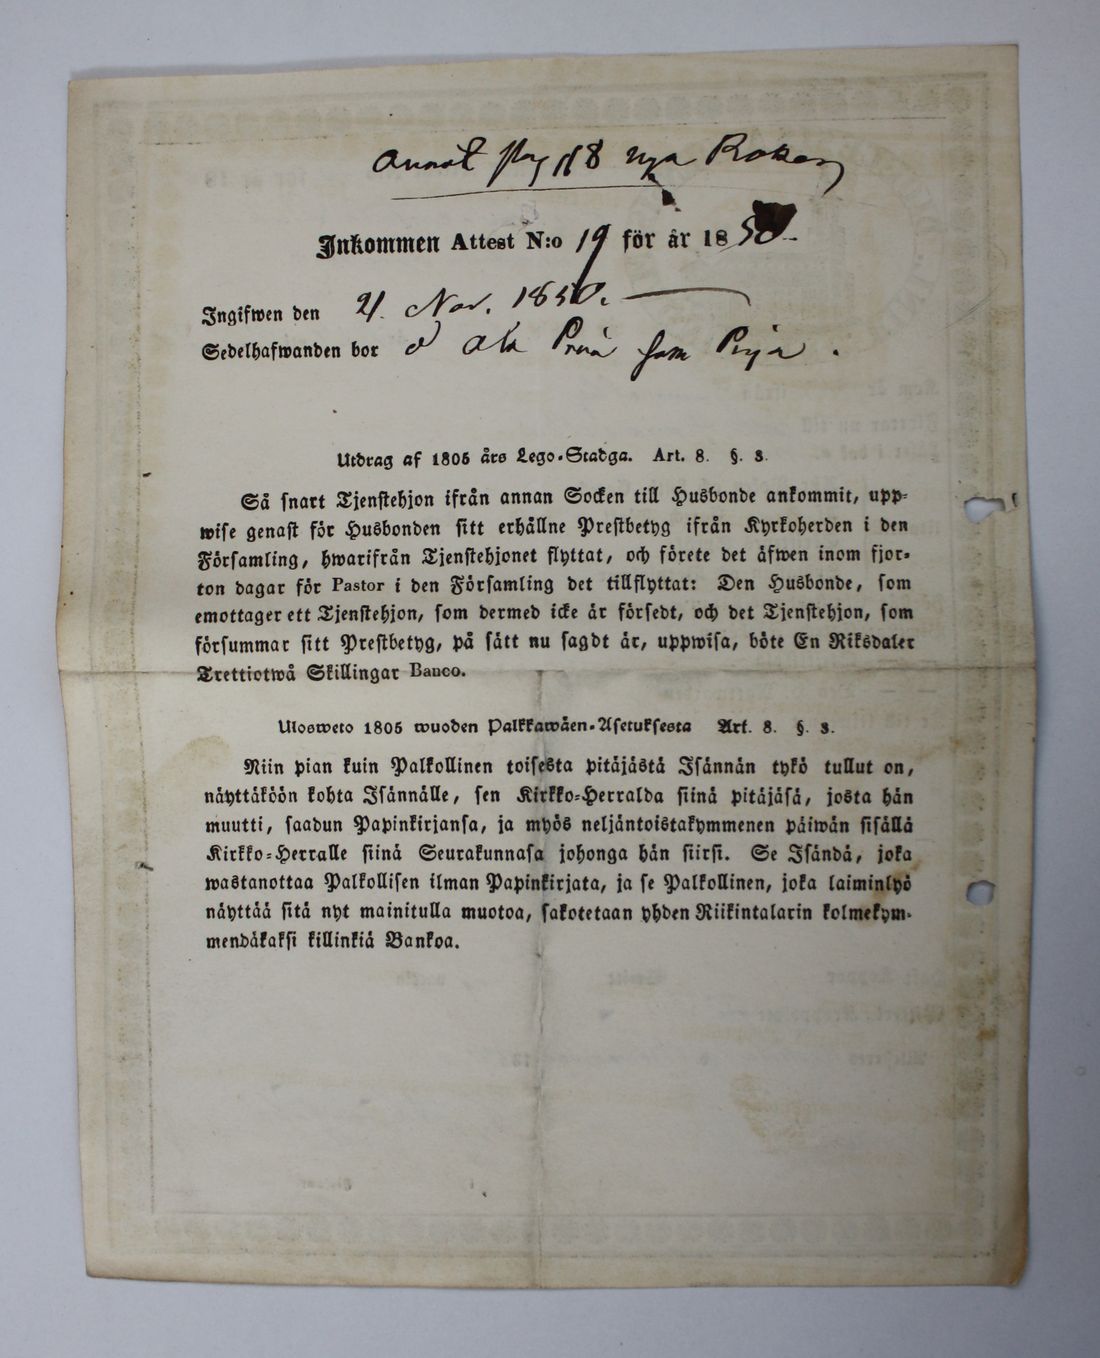 nya Boken
Inkommen Attest N:o 19 för år 1850
Ingifwen den 21. Nov. 1850.
Sedelhafwanden bor å Ala som Piga.
Utdrag af 1805 års Lego-Stadga. Art. 8. §. 3.
Så snart Tjenstehjon ifrån annan Socken till Husbonde ankommit, upp-
wise genast för Husbonden sitt erhållne Prestbetyg ifrån Kyrkoherden i den
Församling, hwarifrån Tjenstehjonet flyttat, och förete det äfwen inom fjor-
ton dagar för Pastor i den Församling det tillflyttat: Den Husbonde, som
emottager ett Tjenstehjon, som dermed icke är försedt, och det Tjenstehjon, som
försummar sitt Prestbetyg, på sätt nu sagdt är, uppwisa, böte En Riksdaler
Trettiotwå Skillingar Banco.
Ulosweto 1805 wuoden Palkkawäen-Asetuksesta Art. 8. §. 3.
Niin pian kuin Palkollinen toisesta pitäjästä Isännän tykö tullut on,
näyttäköön kohta Isännälle, sen Kirkko-Herralda siinä pitäjäsä, josta hän
muutti, saadun Papinkirjansa, ja myös neljäntoistakymmenen päiwän sisällä
Kirkko-Herralle siinä Seurakunnasa johonga hän siirsi. Se Isändä, joka
wastanottaa Palkollisen ilman Papinkirjata, ja se Palkollinen, joka laiminlyö
näyttää sitä nyt mainitulla muotoa, sakotetaan yhden Riikintalarin kolmekym-
mendäkaksi killinkiä Bankoa.